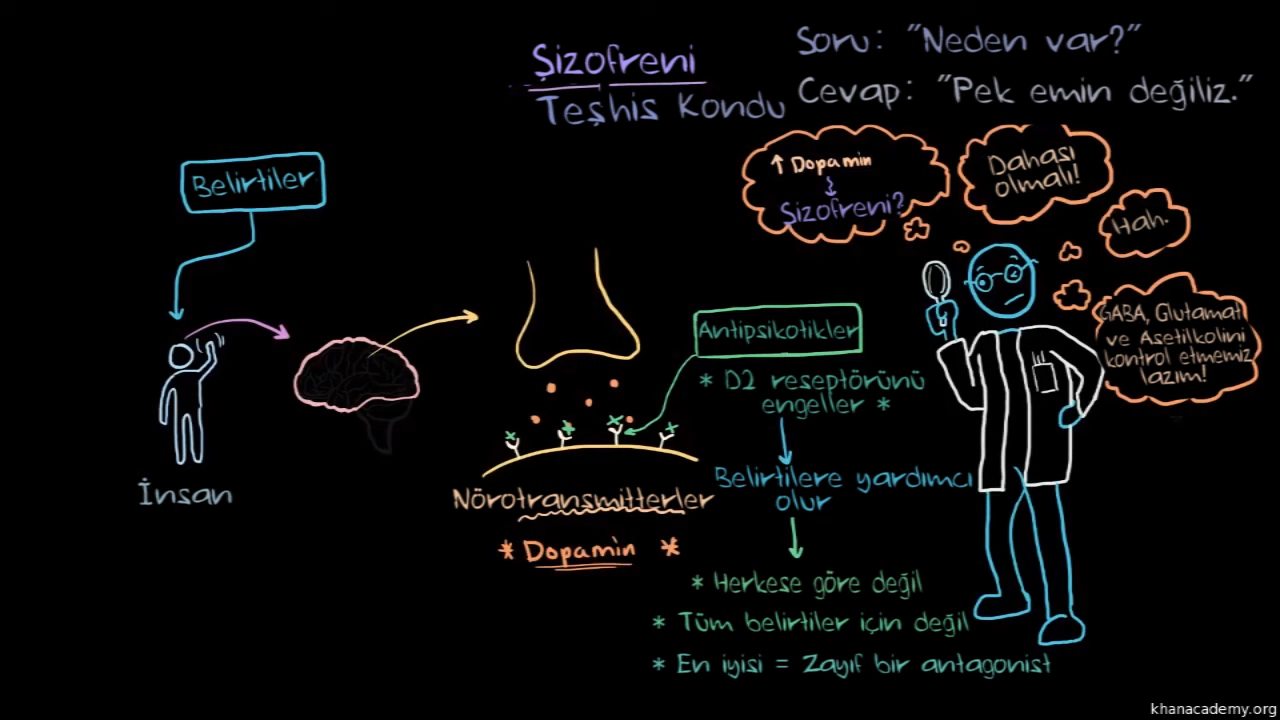 Şizofreni
Teşhis Kondu
Soru: "Neden var?"
Cevap: "Pek emin değiliz."
Belirtiler
İnsan
Nörotransmitterler
* Dopamin *
Antipsikotikler
* D2 reseptörünü
engeller *
Belirtilere yardımcı
olur
* Herkese göre değil
* Tüm belirtiler için değil
* En iyisi = Zayıf bir antagonist
↑ Dopamin
Şizofreni?
Dahası
olmalı!
Hah.
GABA, Glutamat
ve Asetilkolini
kontrol etmemiz
lazım!
khanacademy.org